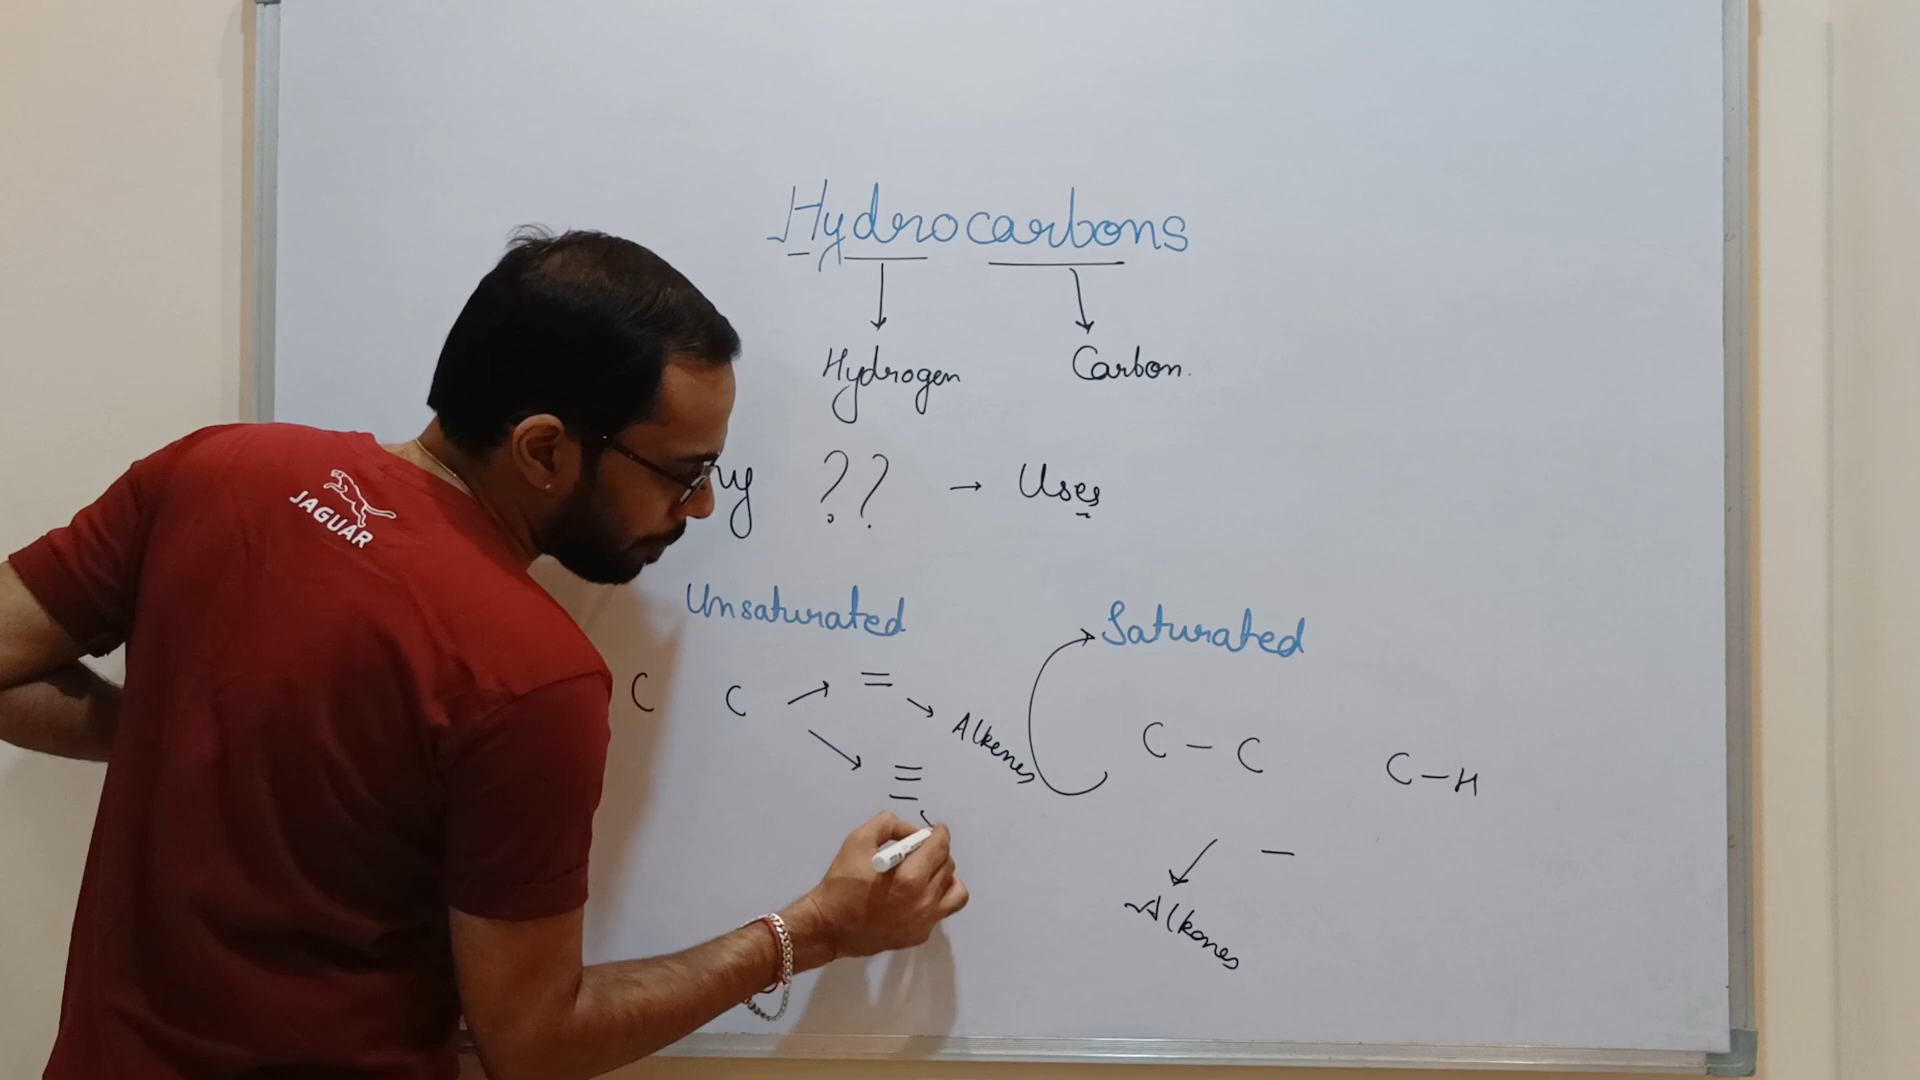 Hydrocarbons
Hydrogen Carbon.
?? → Uses
Unsaturated Saturated
C C =
Alkenes
≡
C - C C - H
-
Alkanes
JAGUAR